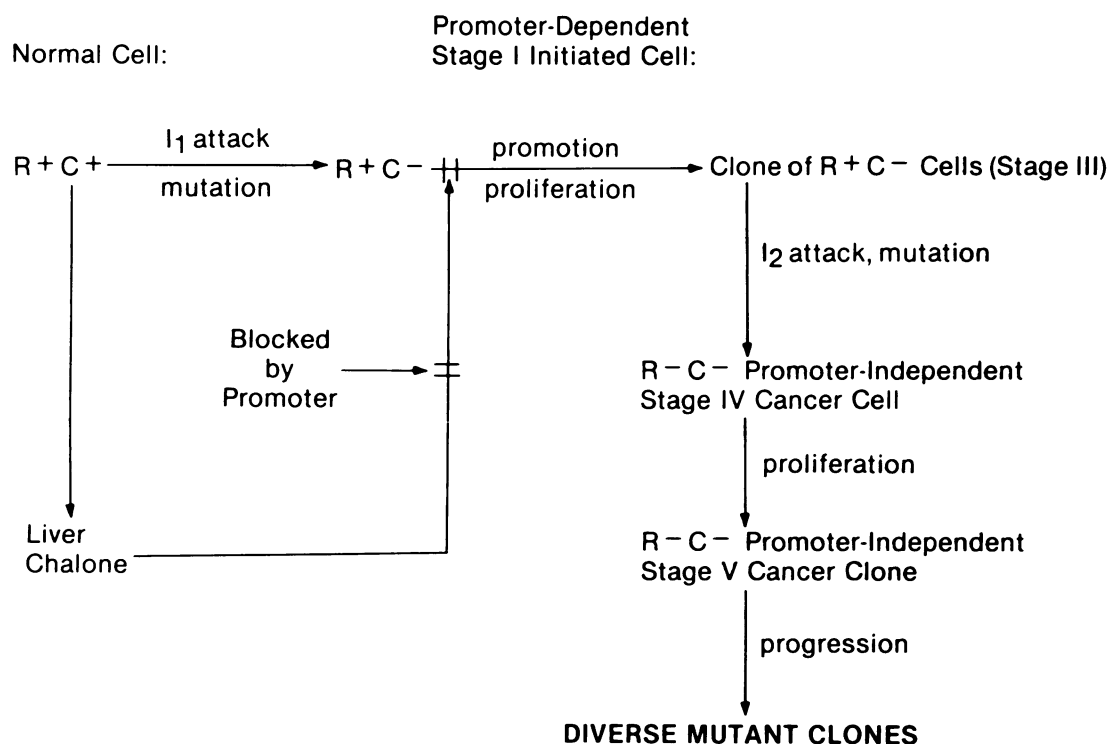 Normal Cell:
Promoter-Dependent
Stage I Initiated Cell:
R + C +
I1 attack
mutation
R + C −
promotion
proliferation
Clone of R + C − Cells (Stage III)
I2 attack, mutation
Blocked
by
Promoter
R − C − Promoter-Independent
Stage IV Cancer Cell
proliferation
Liver
Chalone
R − C − Promoter-Independent
Stage V Cancer Clone
progression
DIVERSE MUTANT CLONES